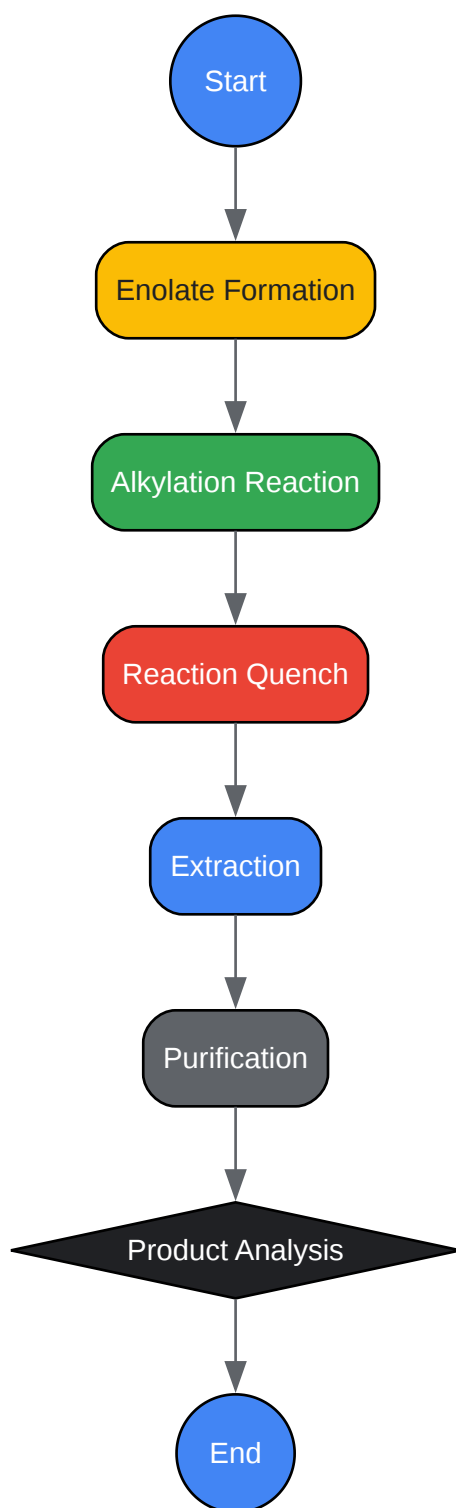 Start
Enolate Formation
Alkylation Reaction
Reaction Quench
Extraction
Purification
Product Analysis
End